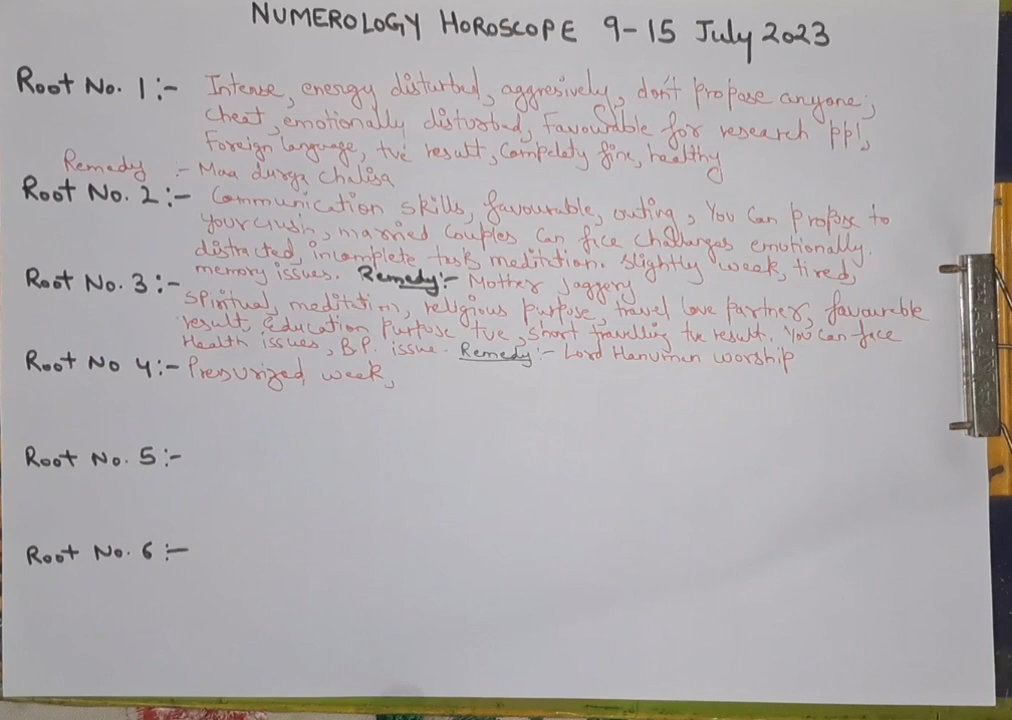 NUMEROLOGY HOROSCOPE 9-15 July 2023
Root No. 1:- Intense, energy disturbed, aggresively, don't propose anyone,
cheat, emotionally disturbed, Favourable for research ppl,
Foreign language, +ve result, Completely fine, healthy
Remedy :- Maa durga Chalisa
Root No. 2:- Communication skills, favourable, outing, You Can propose to
your crush, married Couples Can face Challanges emotionally.
distracted, incomplete tasks meditation. Slightly week, tired,
memory issues. Remedy:- Mother Jaggery
Root No. 3:- Spiritual, meditation, religious purpose, travel love partner, favourable
result, Education purpose +ve, short travelling +ve result. You can face
Health issues, B.P. issue. Remedy:- Lord Hanuman worship
Root No 4:- Pressurized, week,
Root No. 5:-
Root No. 6:-